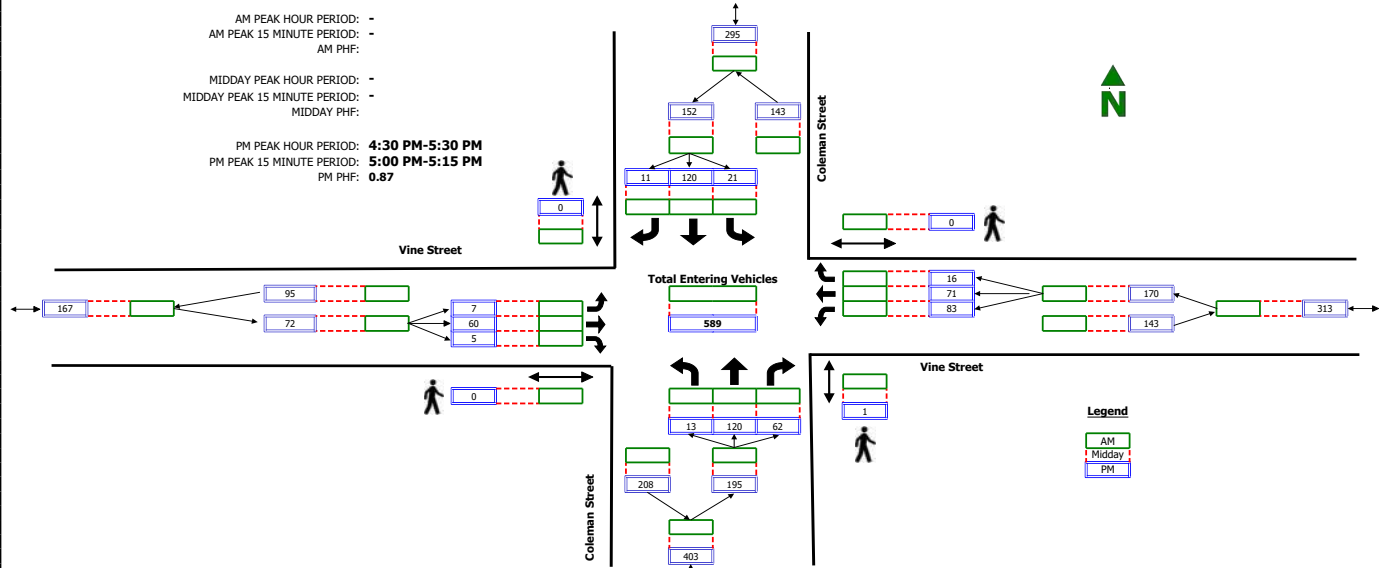 AM PEAK HOUR PERIOD: -
AM PEAK 15 MINUTE PERIOD: -
AM PHF:
MIDDAY PEAK HOUR PERIOD: -
MIDDAY PEAK 15 MINUTE PERIOD: -
MIDDAY PHF:
PM PEAK HOUR PERIOD: 4:30 PM-5:30 PM
PM PEAK 15 MINUTE PERIOD: 5:00 PM-5:15 PM
PM PHF: 0.87
295
152 143
11 120 21
Coleman Street
N
0
0
Vine Street
Total Entering Vehicles
589
167
95
72
7
60
5
16
71
83
170
143
313
Vine Street
0
1
13 120 62
208 195
403
Coleman Street
Legend
AM
Midday
PM